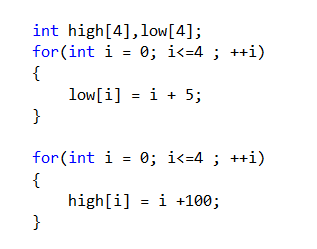 int high[4],low[4];
for(int i = 0; i<=4 ; ++i)
{
low[i] = i + 5;
}
for(int i = 0; i<=4 ; ++i)
{
high[i] = i +100;
}